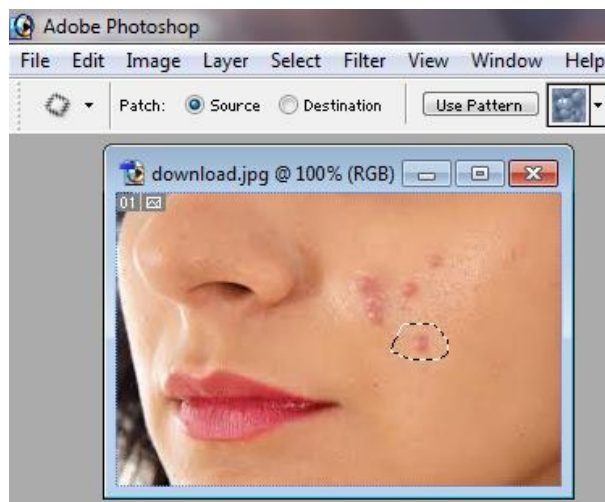 Adobe Photoshop
File Edit Image Layer Select Filter View Window Help
Patch: Source Destination Use Pattern
download.jpg @ 100% (RGB)
01